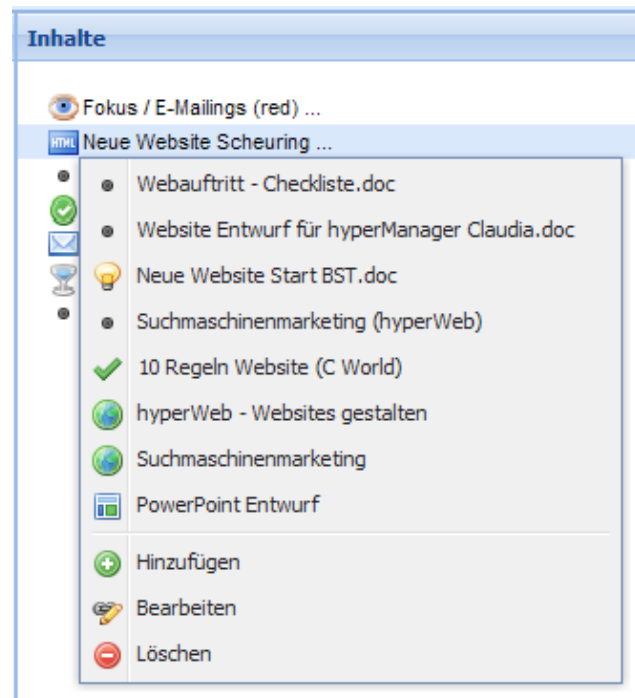 Inhalte
Fokus / E-Mailings (red) ...
HTML Neue Website Scheuring ...
Webauftritt - Checkliste.doc
Website Entwurf für hyperManager Claudia.doc
Neue Website Start BST.doc
Suchmaschinenmarketing (hyperWeb)
10 Regeln Website (C World)
hyperWeb - Websites gestalten
Suchmaschinenmarketing
PowerPoint Entwurf
Hinzufügen
Bearbeiten
Löschen